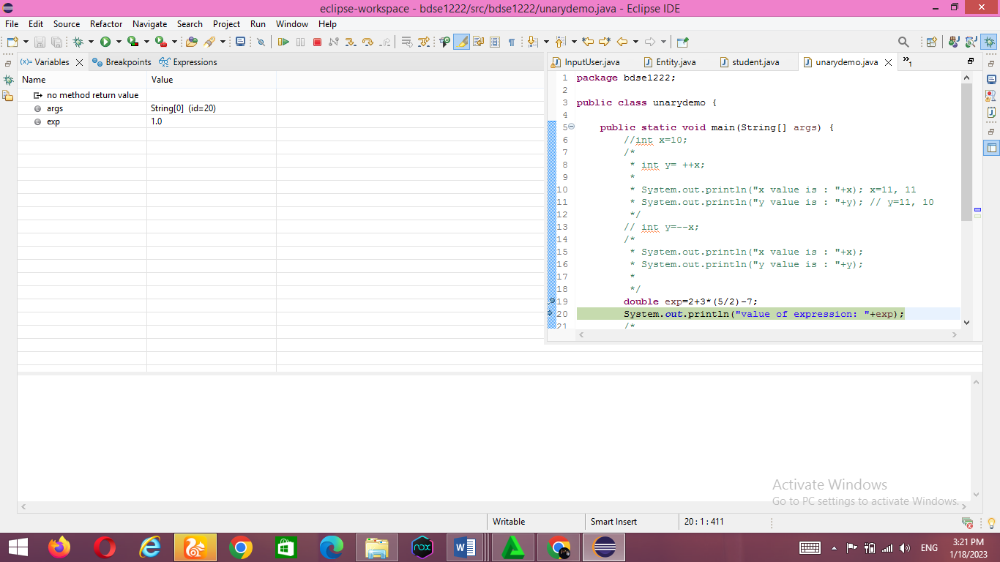 eclipse-workspace - bdse1222/src/bdse1222/unarydemo.java - Eclipse IDE
File Edit Source Refactor Navigate Search Project Run Window Help
(x)= Variables Breakpoints Expressions
Name Value
no method return value
args String[0] (id=20)
exp 1.0
InputUser.java Entity.java student.java unarydemo.java »1
1 package bdse1222;
2
3 public class unarydemo {
4
5 public static void main(String[] args) {
6 //int x=10;
7 /*
8 * int y= ++x;
9 *
10 * System.out.println("x value is : "+x); x=11, 11
11 * System.out.println("y value is : "+y); // y=11, 10
12 */
13 // int y=--x;
14 /*
15 * System.out.println("x value is : "+x);
16 * System.out.println("y value is : "+y);
17 *
18 */
19 double exp=2+3*(5/2)-7;
20 System.out.println("value of expression: "+exp);
21 /*
Activate Windows
Go to PC settings to activate Windows.
Writable Smart Insert 20 : 1 : 411
nox
ENG
3:21 PM
1/18/2023